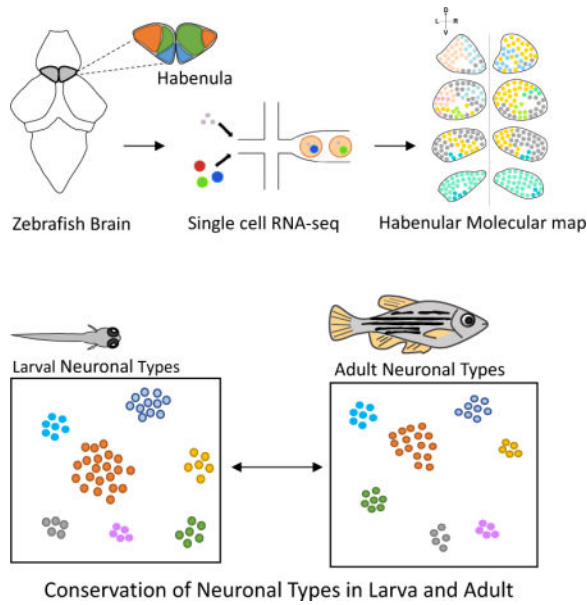 Habenula
D
L R
V
Zebrafish Brain
Single cell RNA-seq
Habenular Molecular map
Larval Neuronal Types
Adult Neuronal Types
Conservation of Neuronal Types in Larva and Adult